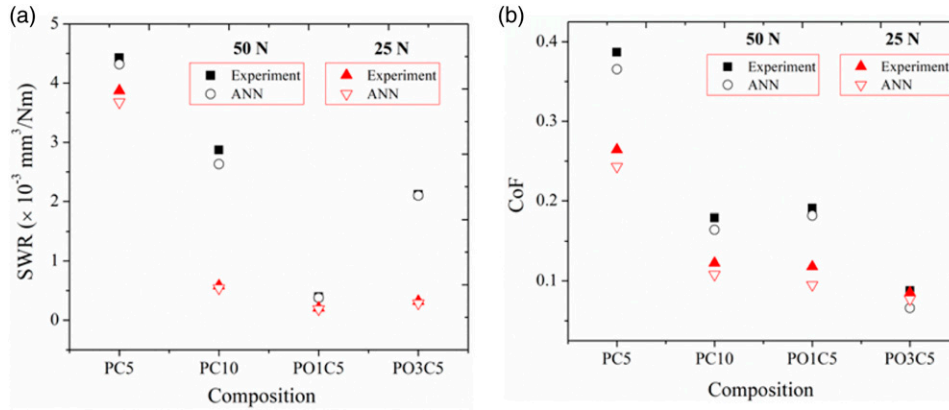 (a)
50 N 25 N
Experiment Experiment
ANN ANN
SWR (× 10⁻³ mm³/Nm)
5
4
3
2
1
0
PC5 PC10 PO1C5 PO3C5
Composition
(b)
50 N 25 N
Experiment Experiment
ANN ANN
CoF
0.4
0.3
0.2
0.1
PC5 PC10 PO1C5 PO3C5
Composition